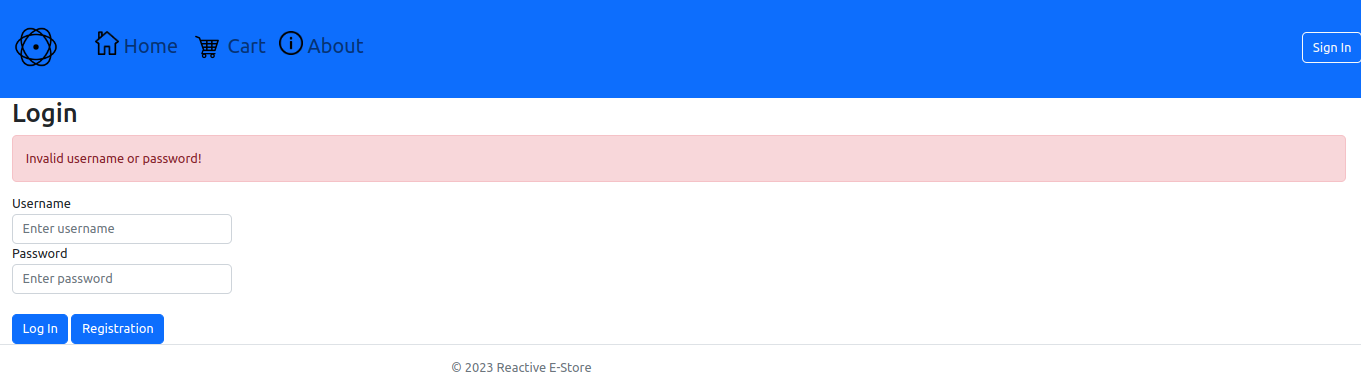 Home Cart About Sign In
Login
Invalid username or password!
Username
Enter username
Password
Enter password
Log In Registration
© 2023 Reactive E-Store